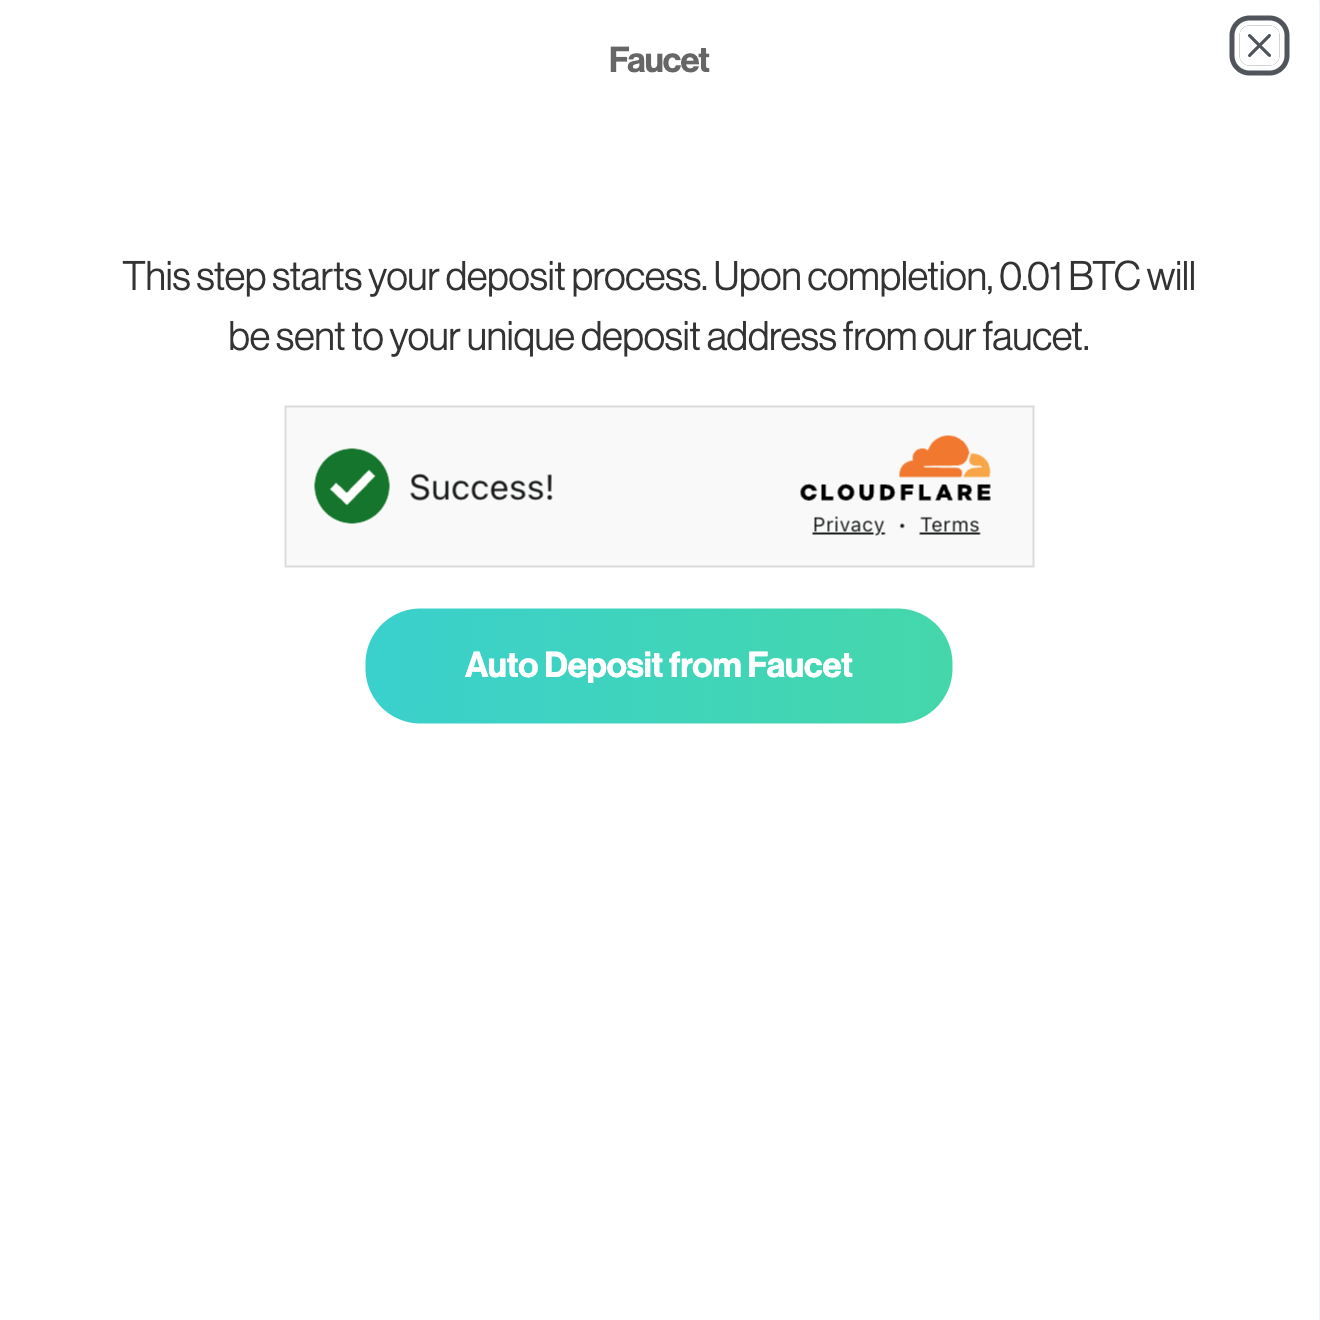 Faucet
This step starts your deposit process. Upon completion, 0.01 BTC will
be sent to your unique deposit address from our faucet.
Success!
CLOUDFLARE
Privacy • Terms
Auto Deposit from Faucet